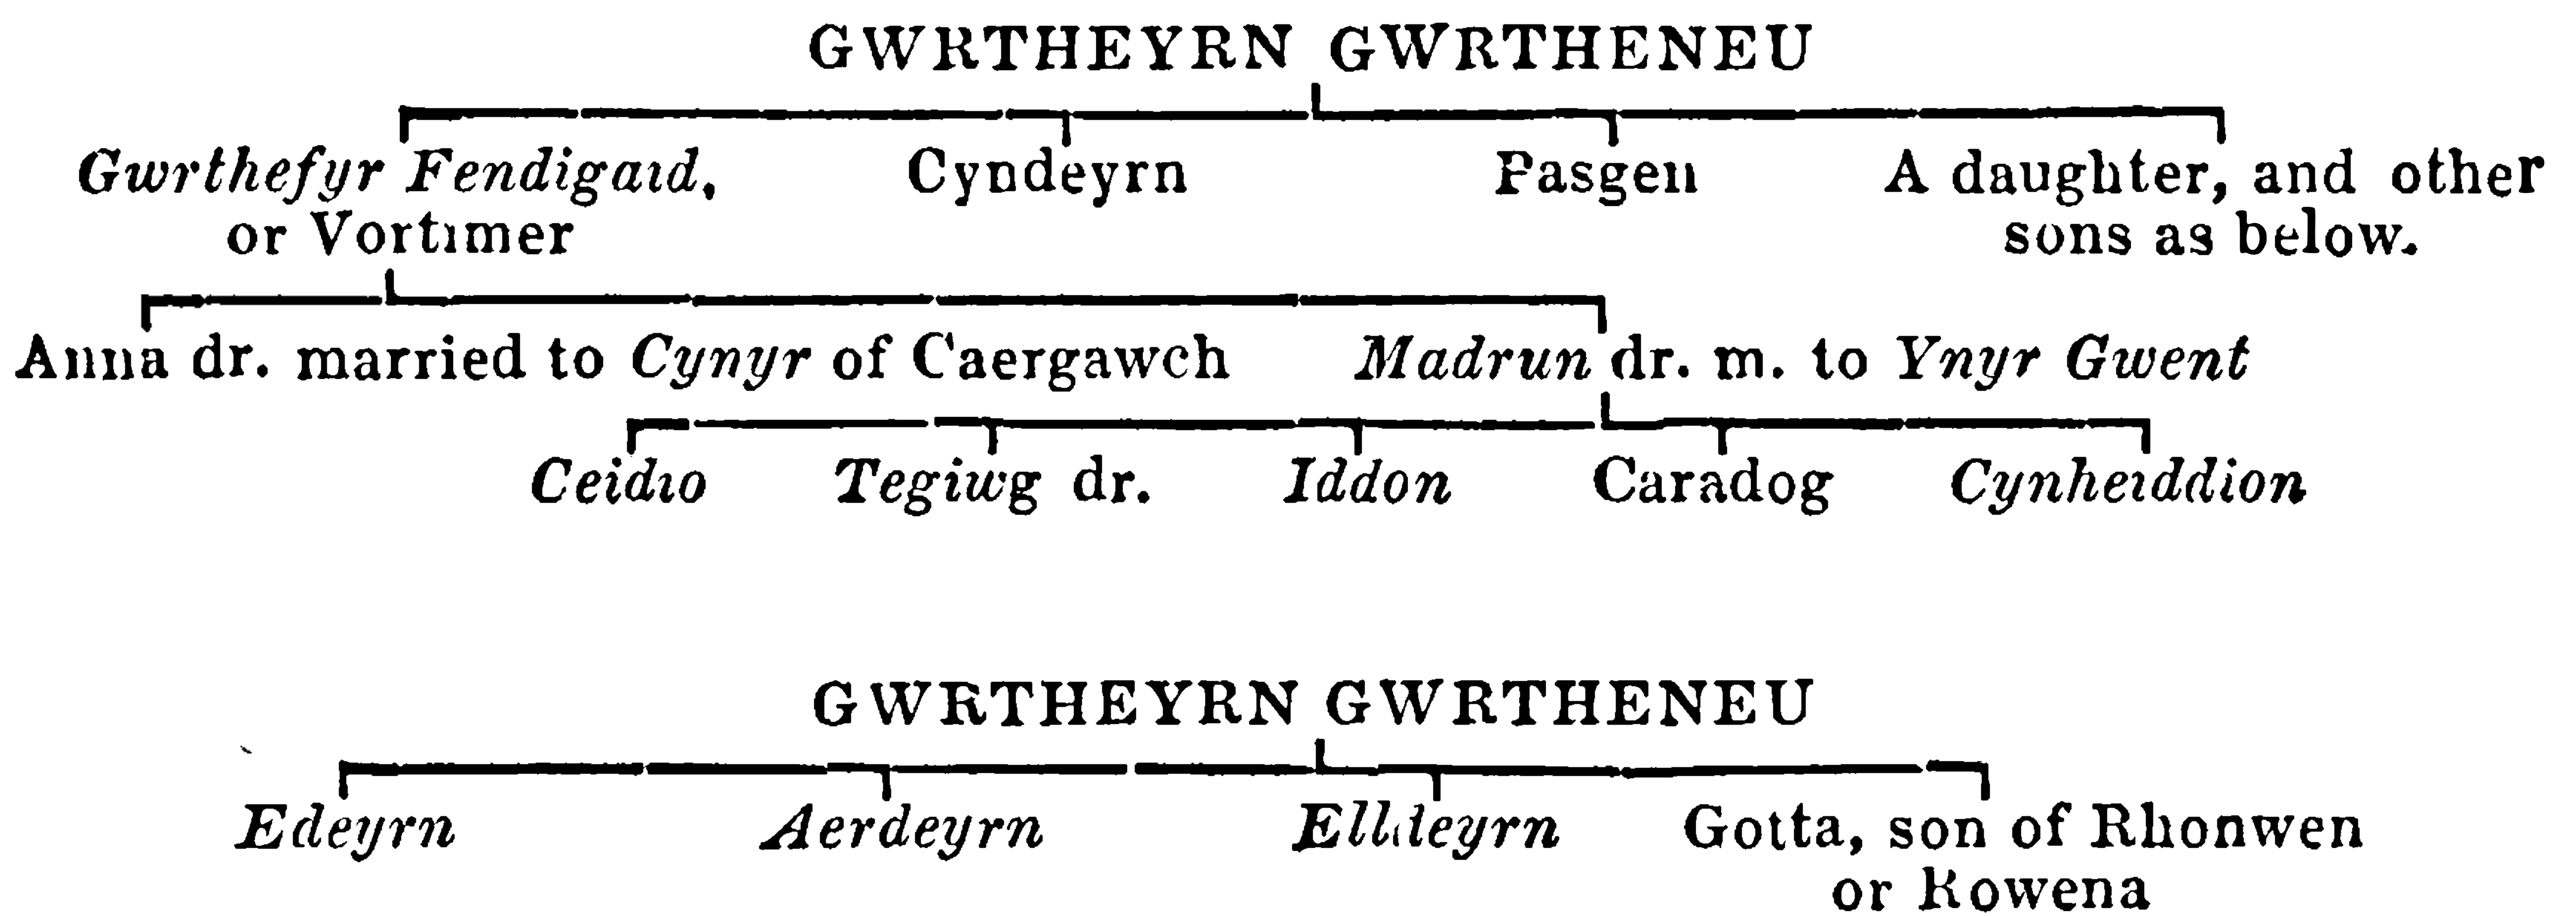 GWRTHEYRN GWRTHENEU
Gwrthefyr Fendigaid, Cyndeyrn Pasgen A daughter, and other
or Vortimer sons as below.
Anna dr. married to Cynyr of Caergawch Madrun dr. m. to Ynyr Gwent
Ceidio Tegiwg dr. Iddon Caradog Cynheiddion
GWRTHEYRN GWRTHENEU
Edeyrn Aerdeyrn Elldeyrn Gotta, son of Rhonwen
or Rowena